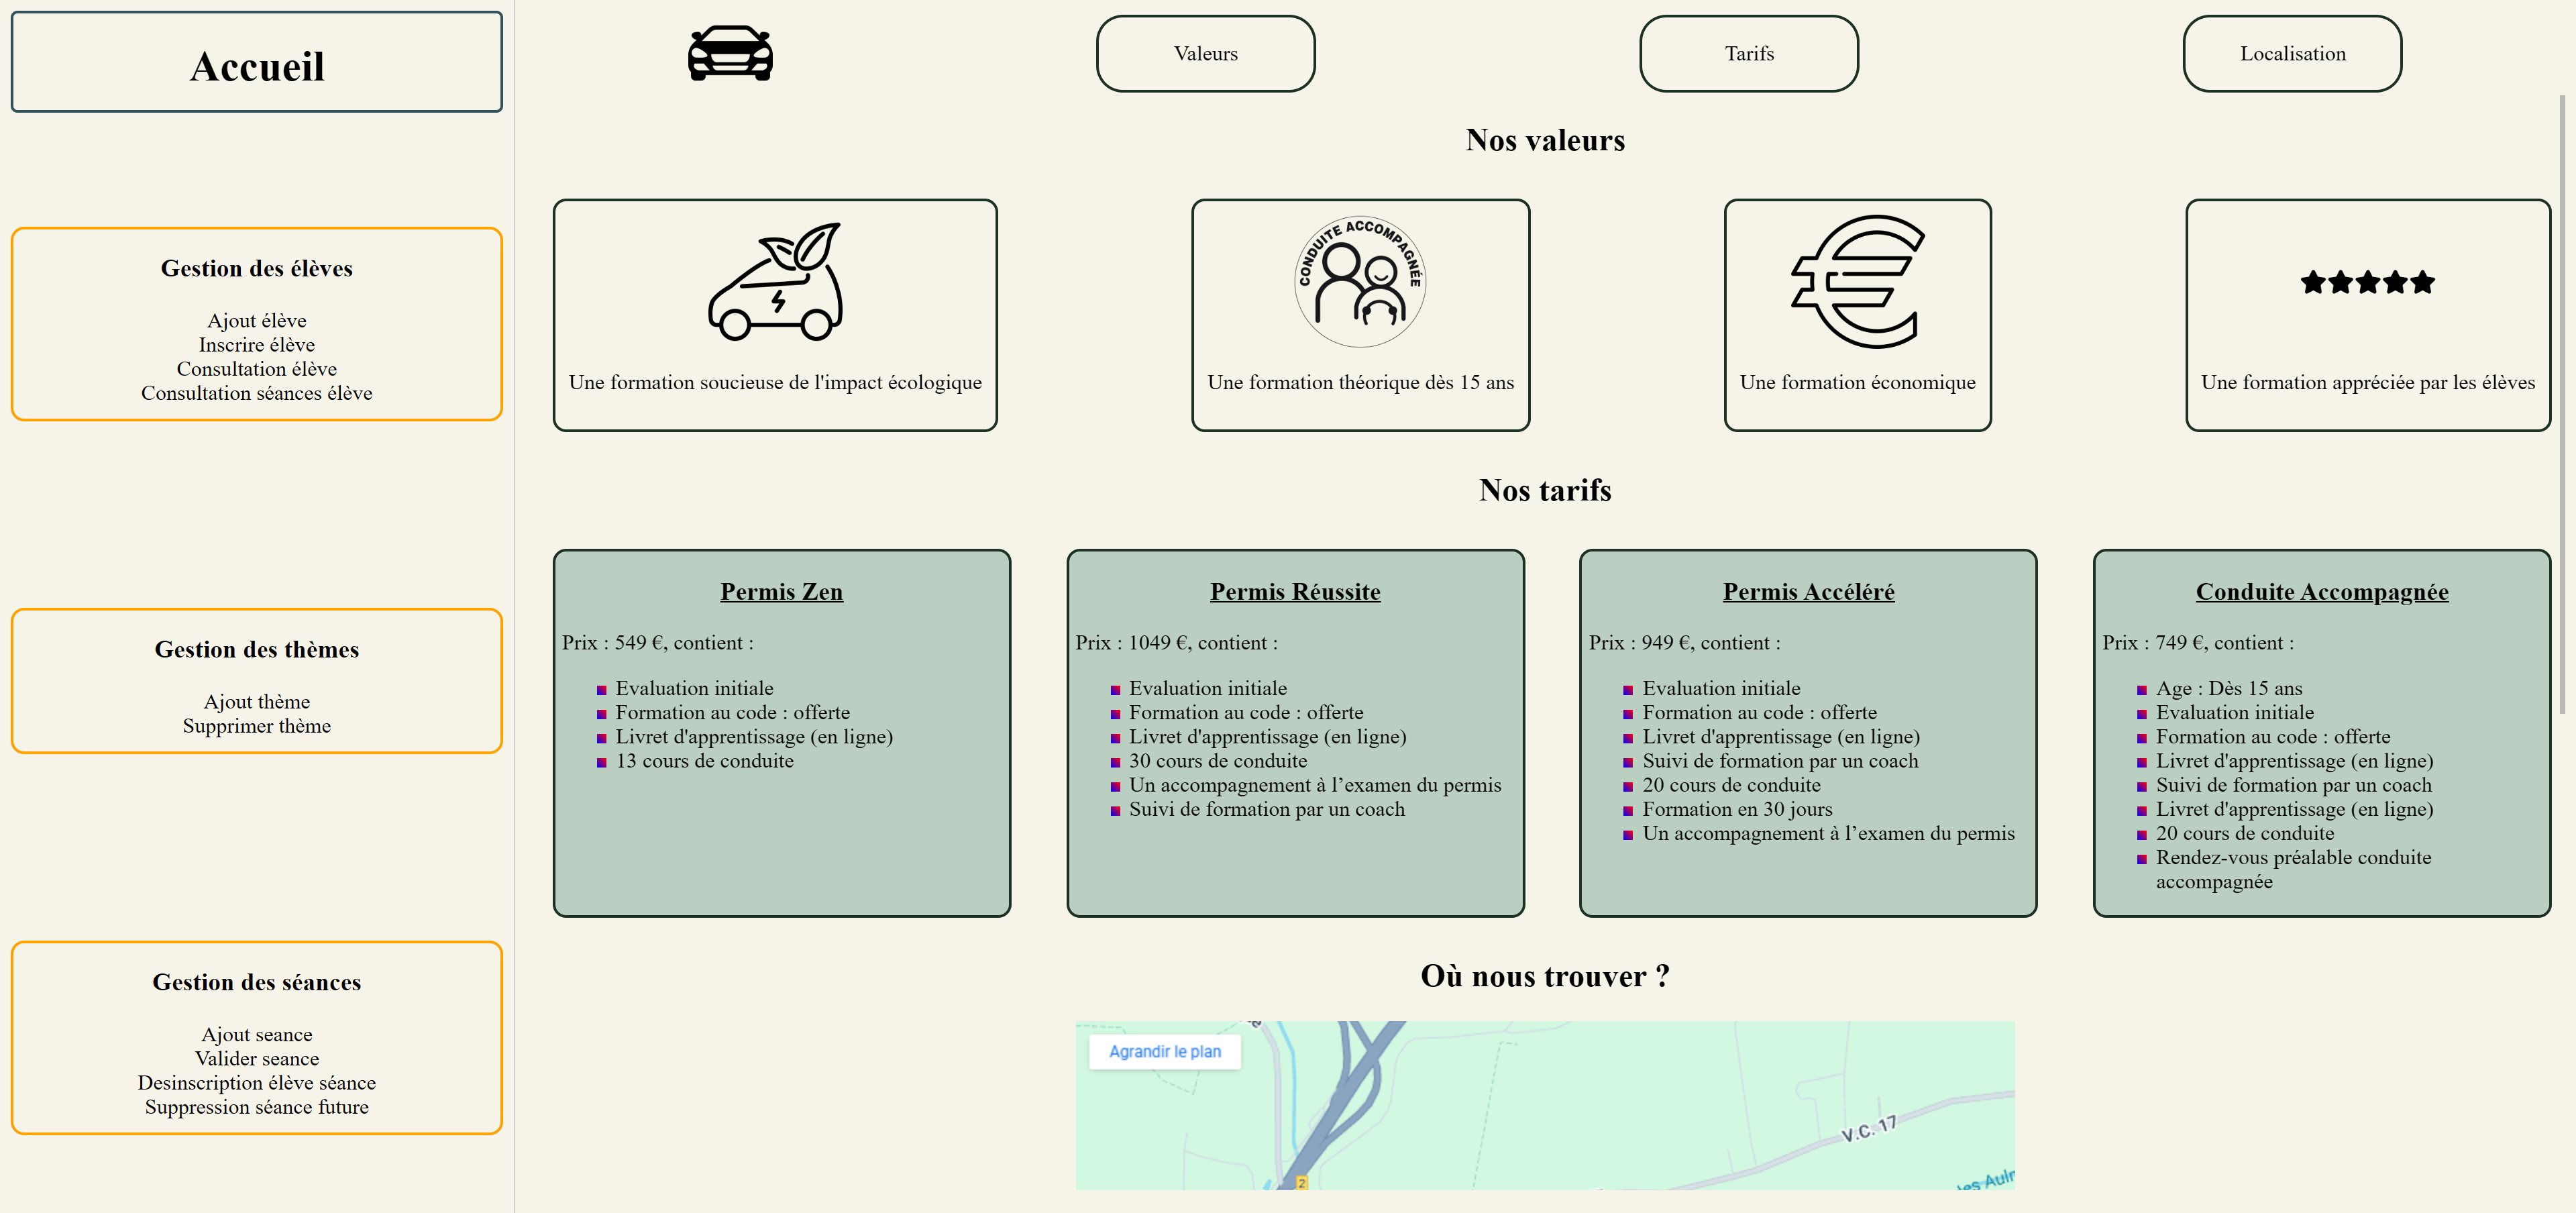 Accueil
Gestion des élèves
Ajout élève
Inscrire élève
Consultation élève
Consultation séances élève
Gestion des thèmes
Ajout thème
Supprimer thème
Gestion des séances
Ajout seance
Valider seance
Desinscription élève séance
Suppression séance future
Valeurs
Tarifs
Localisation
Nos valeurs
Une formation soucieuse de l'impact écologique
CONDUITE ACCOMPAGNÉE
Une formation théorique dès 15 ans
Une formation économique
Une formation appréciée par les élèves
Nos tarifs
Permis Zen
Prix : 549 €, contient :
Evaluation initiale
Formation au code : offerte
Livret d'apprentissage (en ligne)
13 cours de conduite
Permis Réussite
Prix : 1049 €, contient :
Evaluation initiale
Formation au code : offerte
Livret d'apprentissage (en ligne)
30 cours de conduite
Un accompagnement à l’examen du permis
Suivi de formation par un coach
Permis Accéléré
Prix : 949 €, contient :
Evaluation initiale
Formation au code : offerte
Livret d'apprentissage (en ligne)
Suivi de formation par un coach
20 cours de conduite
Formation en 30 jours
Un accompagnement à l’examen du permis
Conduite Accompagnée
Prix : 749 €, contient :
Age : Dès 15 ans
Evaluation initiale
Formation au code : offerte
Livret d'apprentissage (en ligne)
Suivi de formation par un coach
Livret d'apprentissage (en ligne)
20 cours de conduite
Rendez-vous préalable conduite
accompagnée
Où nous trouver ?
Agrandir le plan
V.C. 17
2